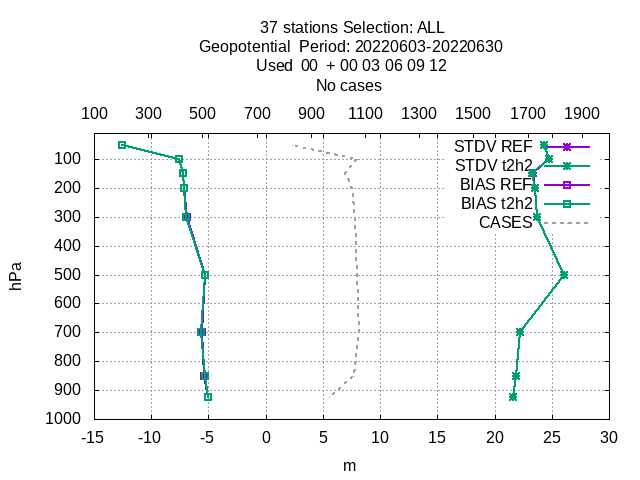 37 stations Selection: ALL
Geopotential Period: 20220603-20220630
Used 00 + 00 03 06 09 12
No cases
100 300 500 700 900 1100 1300 1500 1700 1900
STDV REF
STDV t2h2
BIAS REF
BIAS t2h2
CASES
100
200
300
400
500
600
700
800
900
1000
hPa
-15 -10 -5 0 5 10 15 20 25 30
m